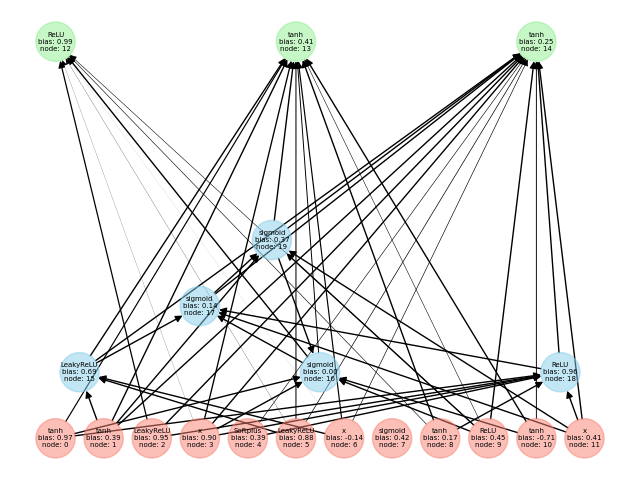 ReLU
bias: 0.99
node: 12
tanh
bias: 0.41
node: 13
tanh
bias: 0.25
node: 14
sigmoid
bias: 0.37
node: 19
sigmoid
bias: 0.14
node: 17
LeakyReLU
bias: 0.69
node: 15
sigmoid
bias: 0.00
node: 16
ReLU
bias: 0.96
node: 18
tanh
bias: 0.97
node: 0
tanh
bias: 0.39
node: 1
LeakyReLU
bias: 0.95
node: 2
x
bias: 0.90
node: 3
Softplus
bias: 0.39
node: 4
LeakyReLU
bias: 0.88
node: 5
x
bias: -0.14
node: 6
sigmoid
bias: 0.42
node: 7
tanh
bias: 0.17
node: 8
ReLU
bias: 0.45
node: 9
tanh
bias: -0.71
node: 10
x
bias: 0.41
node: 11